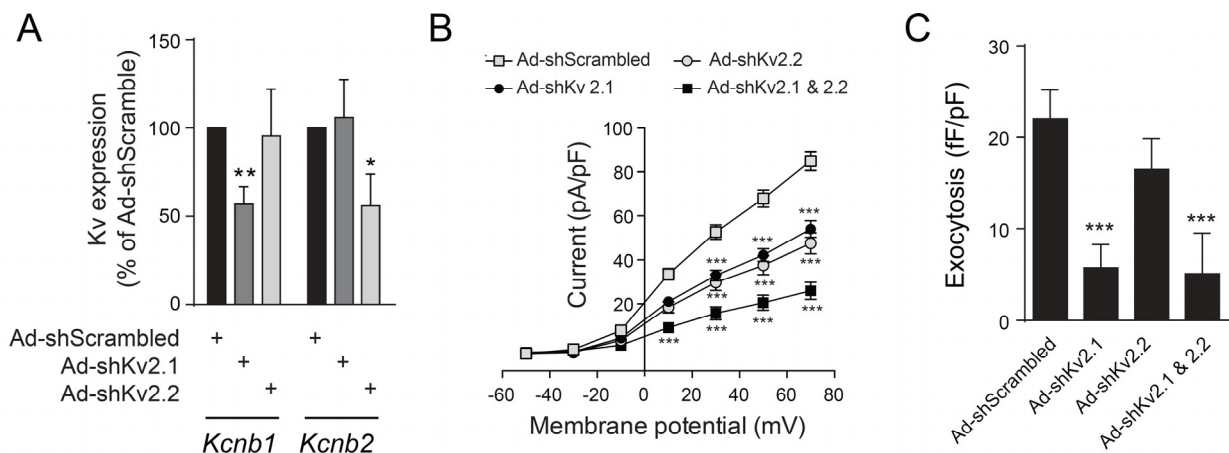 A
Kv expression
(% of Ad-shScramble)
150
100
50
0
**
*
Ad-shScrambled + +
Ad-shKv2.1 + +
Ad-shKv2.2 + +
Kcnb1 Kcnb2
B
Ad-shScrambled Ad-shKv2.2
Ad-shKv 2.1 Ad-shKv2.1 & 2.2
Current (pA/pF)
100
80
60
40
20
***
***
***
***
***
***
***
***
***
***
-60 -40 -20 0 20 40 60 80
Membrane potential (mV)
C
Exocytosis (fF/pF)
30
20
10
0
***
***
Ad-shScrambled
Ad-shKv2.1
Ad-shKv2.2
Ad-shKv2.1 & 2.2